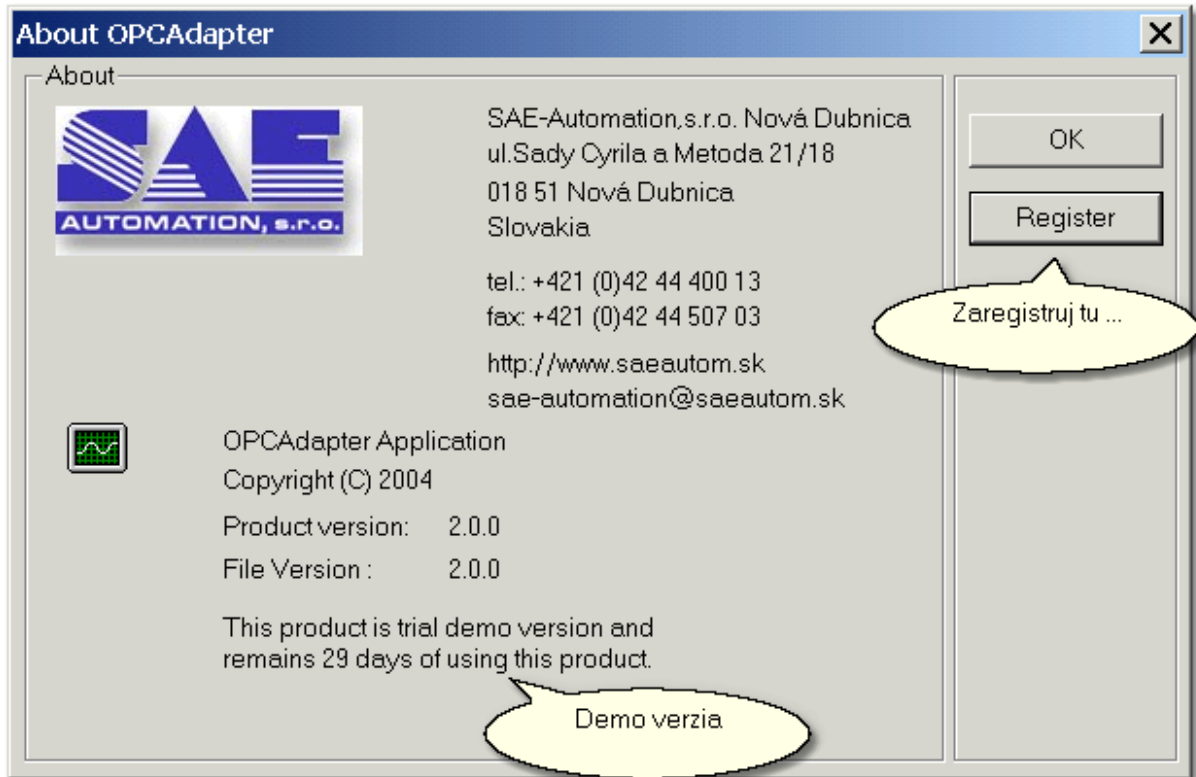 About OPCAdapter
About
SAE
AUTOMATION, s.r.o.
SAE-Automation,s.r.o. Nová Dubnica
ul.Sady Cyrila a Metoda 21/18
018 51 Nová Dubnica
Slovakia
tel.: +421 (0)42 44 400 13
fax: +421 (0)42 44 507 03
http://www.saeautom.sk
sae-automation@saeautom.sk
OK
Register
Zaregistruj tu ...
OPCAdapter Application
Copyright (C) 2004
Product version: 2.0.0
File Version : 2.0.0
This product is trial demo version and
remains 29 days of using this product.
Demo verzia